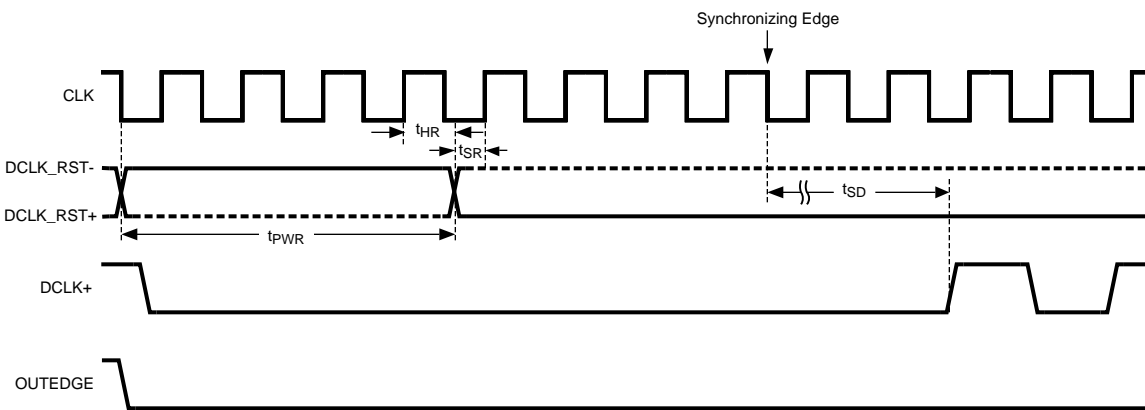 Synchronizing Edge
CLK
tHR
tSR
DCLK_RST-
tSD
DCLK_RST+
tPWR
DCLK+
OUTEDGE